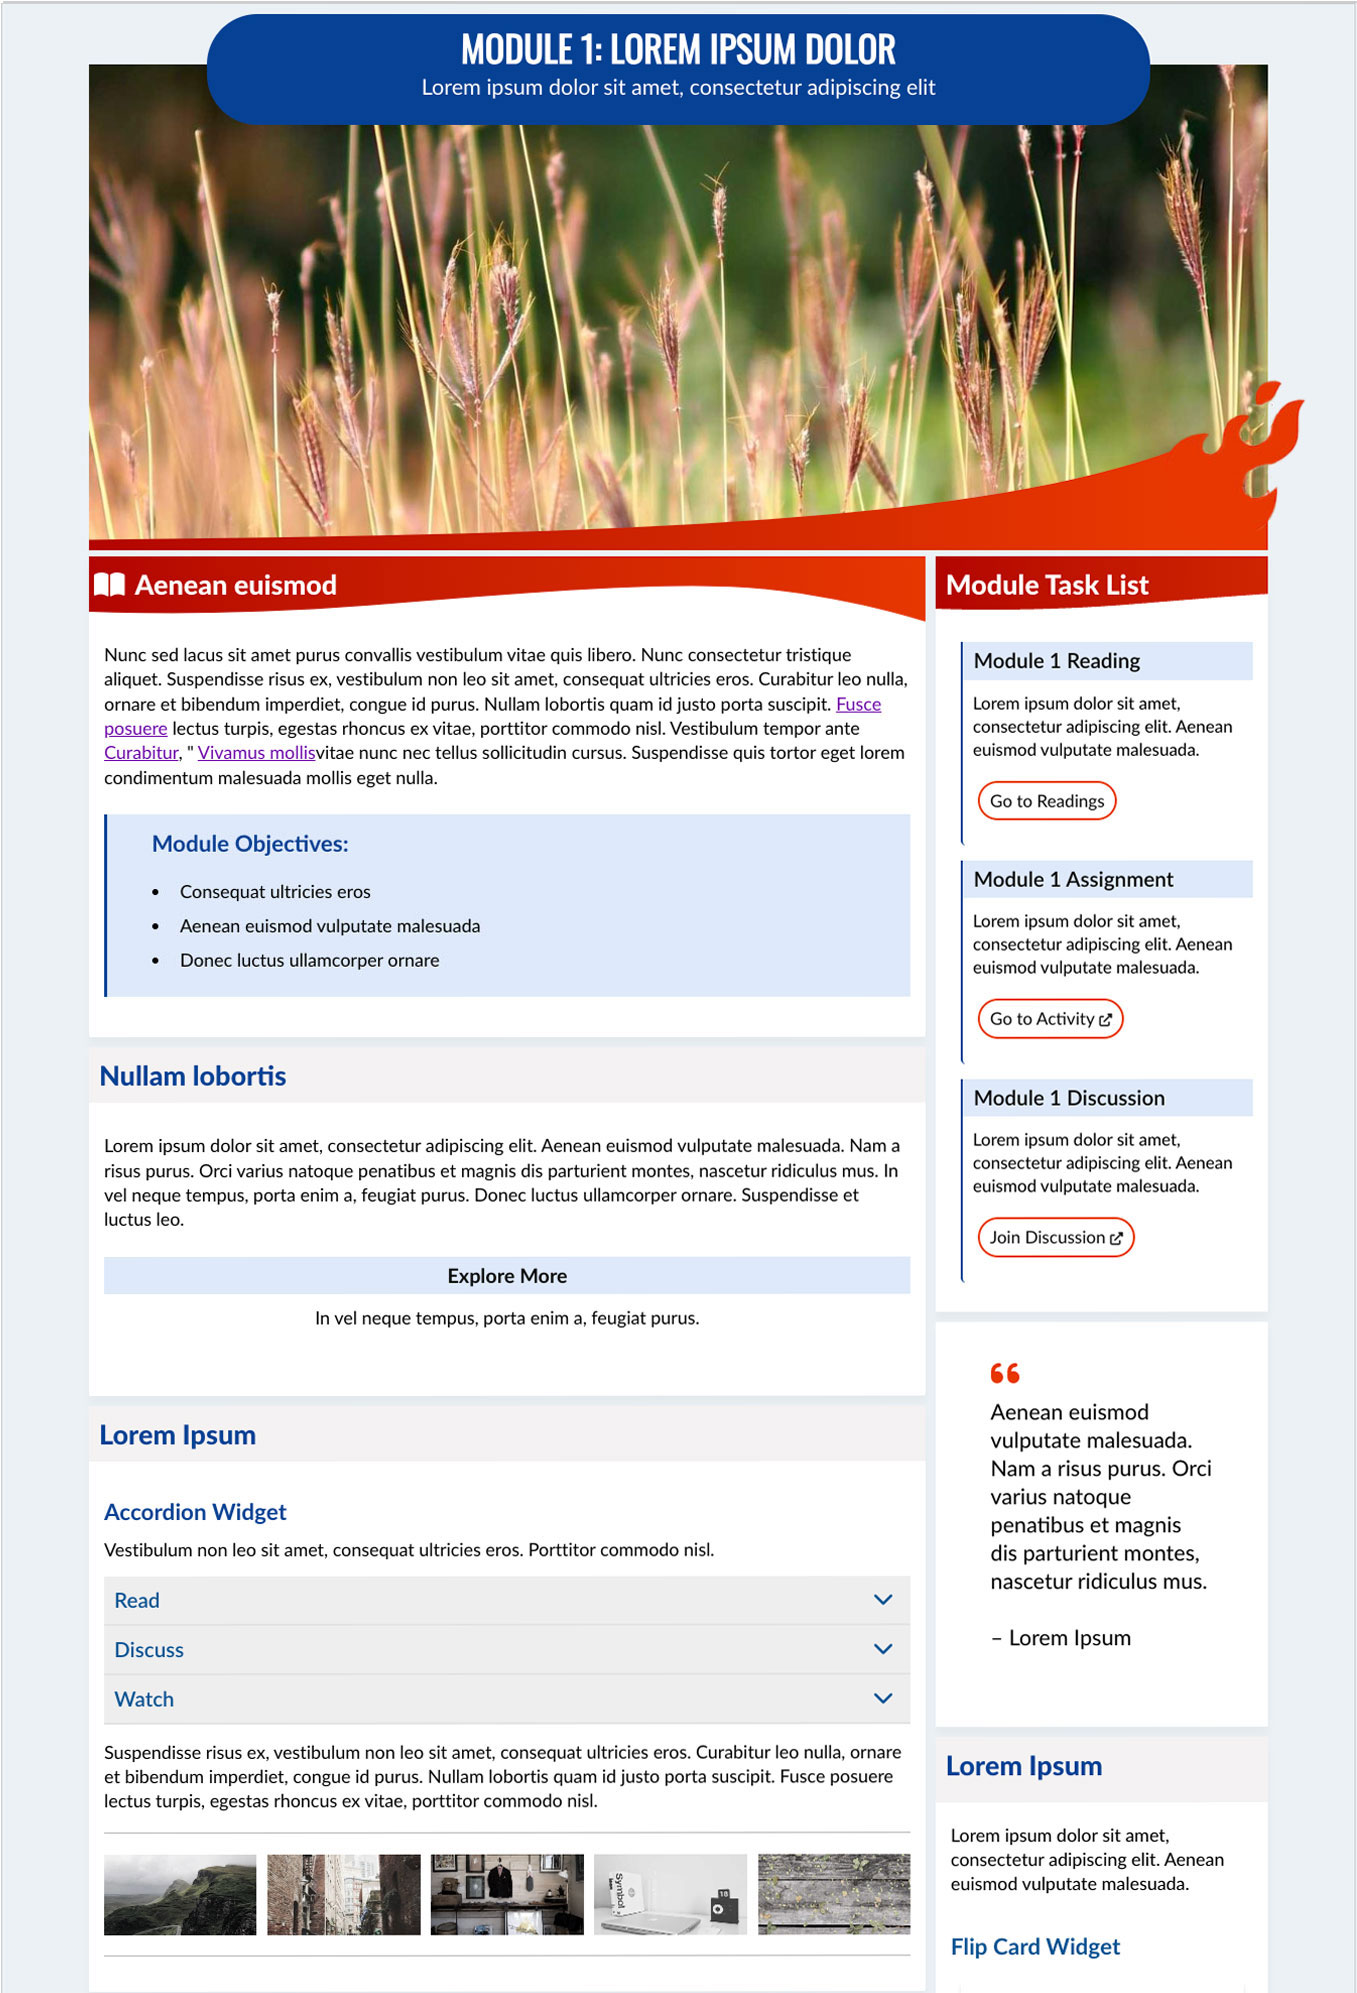 MODULE 1: LOREM IPSUM DOLOR
Lorem ipsum dolor sit amet, consectetur adipiscing elit
Aenean euismod
Nunc sed lacus sit amet purus convallis vestibulum vitae quis libero. Nunc consectetur tristique
aliquet. Suspendisse risus ex, vestibulum non leo sit amet, consequat ultricies eros. Curabitur leo nulla,
ornare et bibendum imperdiet, congue id purus. Nullam lobortis quam id justo porta suscipit. Fusce
posuere lectus turpis, egestas rhoncus ex vitae, porttitor commodo nisl. Vestibulum tempor ante
Curabitur, " Vivamus mollisvitae nunc nec tellus sollicitudin cursus. Suspendisse quis tortor eget lorem
condimentum malesuada mollis eget nulla.
Module Objectives:
• Consequat ultricies eros
• Aenean euismod vulputate malesuada
• Donec luctus ullamcorper ornare
Nullam lobortis
Lorem ipsum dolor sit amet, consectetur adipiscing elit. Aenean euismod vulputate malesuada. Nam a
risus purus. Orci varius natoque penatibus et magnis dis parturient montes, nascetur ridiculus mus. In
vel neque tempus, porta enim a, feugiat purus. Donec luctus ullamcorper ornare. Suspendisse et
luctus leo.
Explore More
In vel neque tempus, porta enim a, feugiat purus.
Lorem Ipsum
Accordion Widget
Vestibulum non leo sit amet, consequat ultricies eros. Porttitor commodo nisl.
Read
Discuss
Watch
Suspendisse risus ex, vestibulum non leo sit amet, consequat ultricies eros. Curabitur leo nulla, ornare
et bibendum imperdiet, congue id purus. Nullam lobortis quam id justo porta suscipit. Fusce posuere
lectus turpis, egestas rhoncus ex vitae, porttitor commodo nisl.
Symbol
18
Module Task List
Module 1 Reading
Lorem ipsum dolor sit amet,
consectetur adipiscing elit. Aenean
euismod vulputate malesuada.
Go to Readings
Module 1 Assignment
Lorem ipsum dolor sit amet,
consectetur adipiscing elit. Aenean
euismod vulputate malesuada.
Go to Activity
Module 1 Discussion
Lorem ipsum dolor sit amet,
consectetur adipiscing elit. Aenean
euismod vulputate malesuada.
Join Discussion
“
Aenean euismod
vulputate malesuada.
Nam a risus purus. Orci
varius natoque
penatibus et magnis
dis parturient montes,
nascetur ridiculus mus.
– Lorem Ipsum
Lorem Ipsum
Lorem ipsum dolor sit amet,
consectetur adipiscing elit. Aenean
euismod vulputate malesuada.
Flip Card Widget